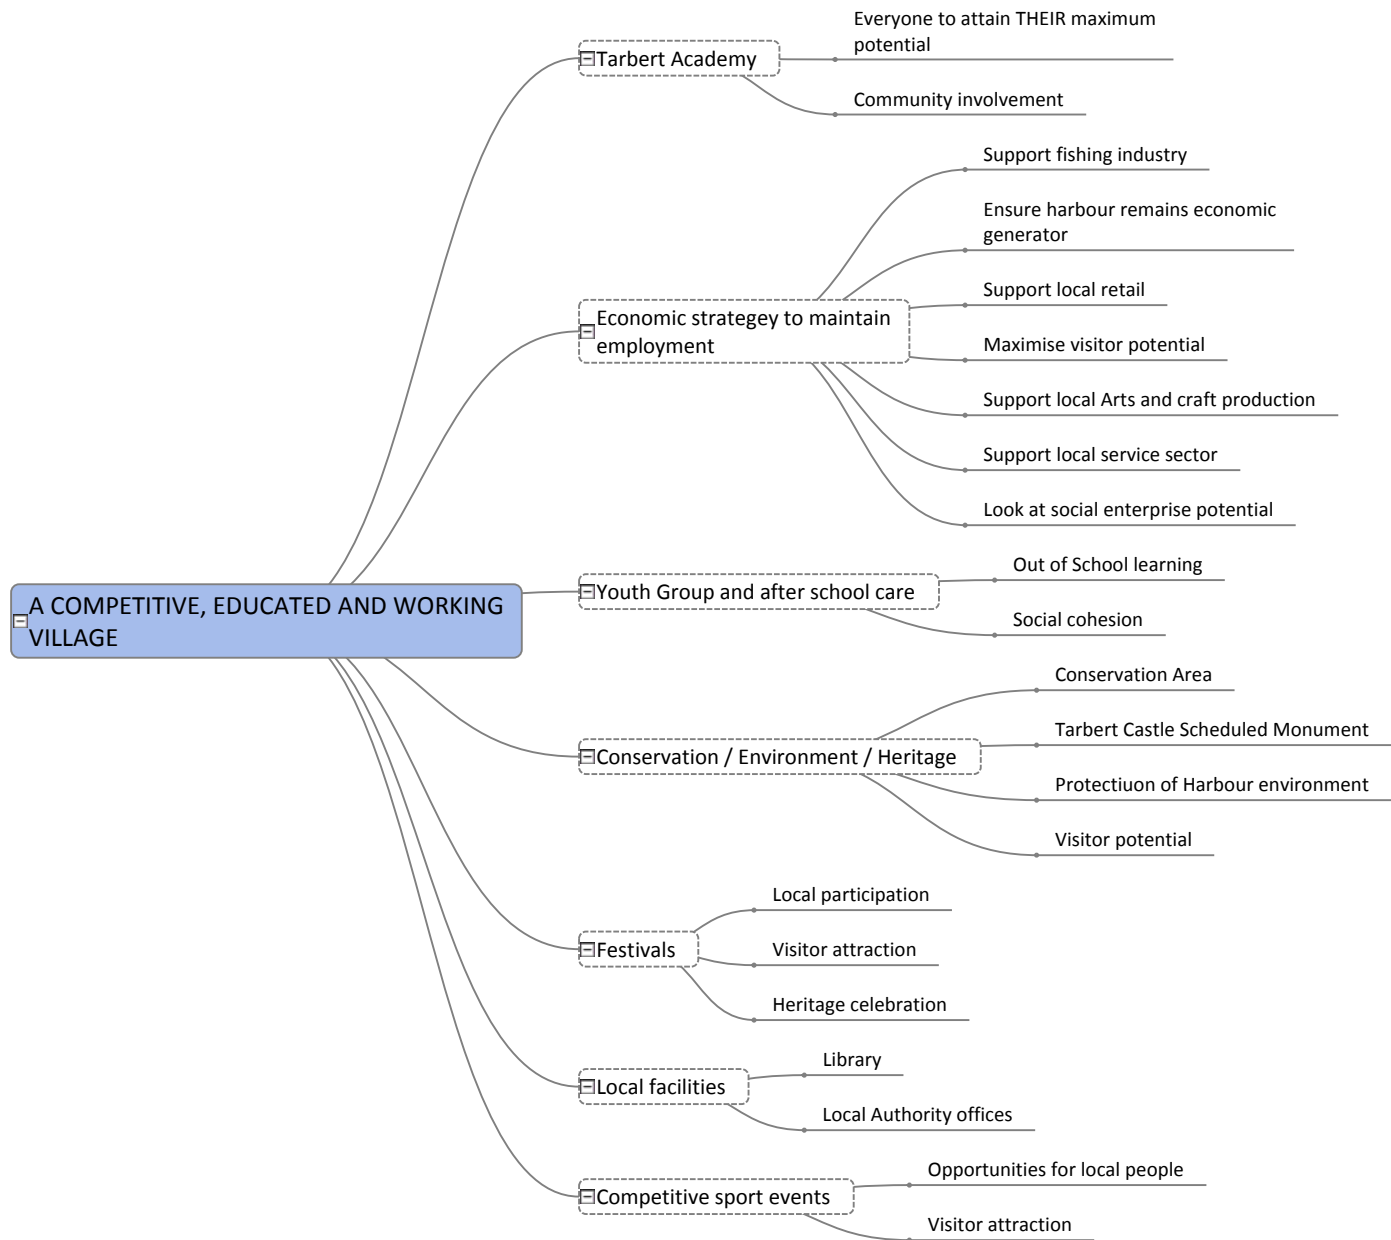 A COMPETITIVE, EDUCATED AND WORKING
VILLAGE
Tarbert Academy
Everyone to attain THEIR maximum
potential
Community involvement
Economic strategey to maintain
employment
Support fishing industry
Ensure harbour remains economic
generator
Support local retail
Maximise visitor potential
Support local Arts and craft production
Support local service sector
Look at social enterprise potential
Youth Group and after school care
Out of School learning
Social cohesion
Conservation / Environment / Heritage
Conservation Area
Tarbert Castle Scheduled Monument
Protectiuon of Harbour environment
Visitor potential
Festivals
Local participation
Visitor attraction
Heritage celebration
Local facilities
Library
Local Authority offices
Competitive sport events
Opportunities for local people
Visitor attraction